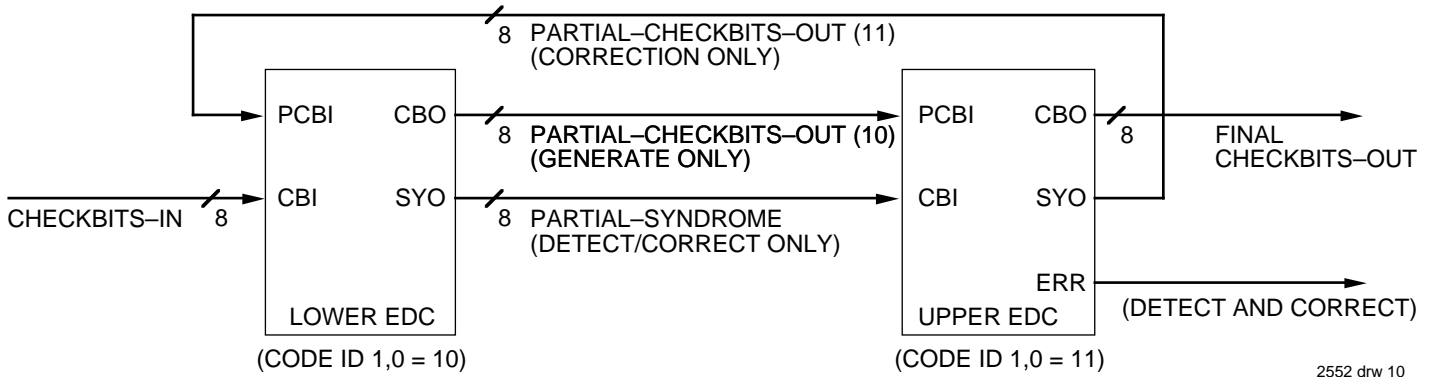 8 PARTIAL–CHECKBITS–OUT (11)
(CORRECTION ONLY)
PCBI CBO
8 PARTIAL–CHECKBITS–OUT (10)
(GENERATE ONLY)
PCBI CBO
8 FINAL
CHECKBITS–OUT
CHECKBITS–IN 8
CBI SYO
8 PARTIAL–SYNDROME
(DETECT/CORRECT ONLY)
CBI SYO
ERR
(DETECT AND CORRECT)
LOWER EDC
UPPER EDC
(CODE ID 1,0 = 10)
(CODE ID 1,0 = 11)
2552 drw 10